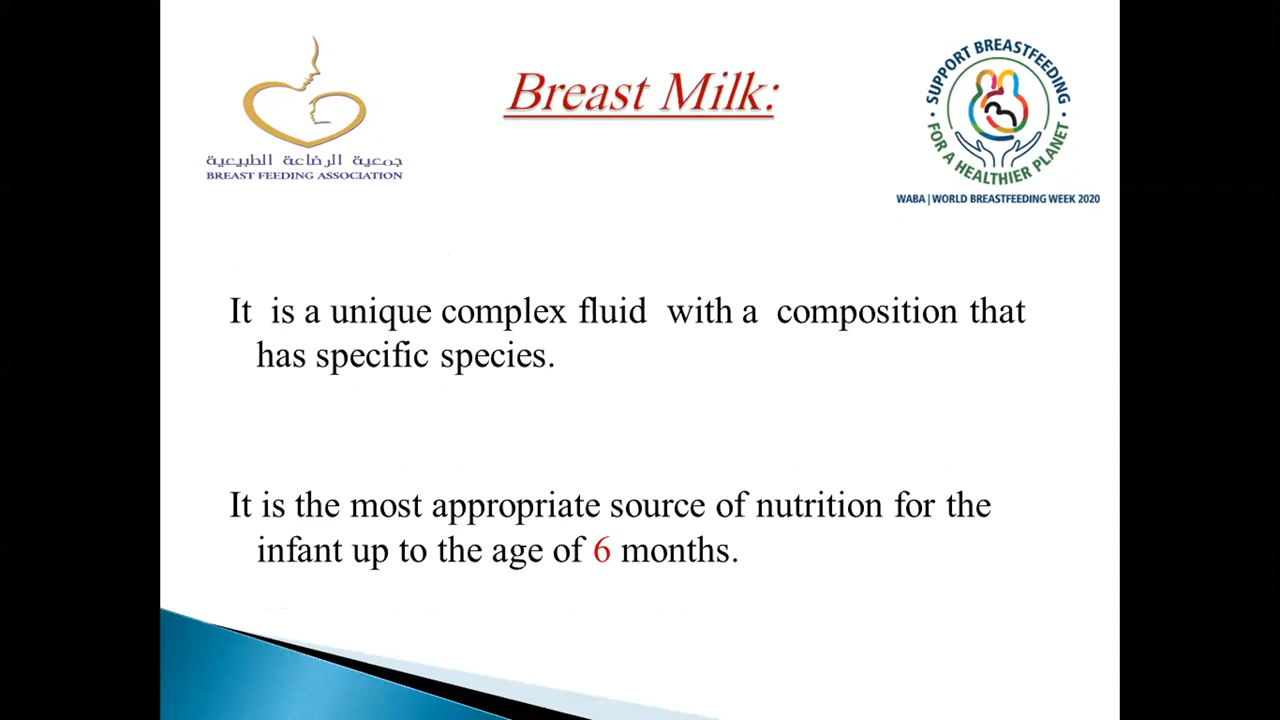 Breast Milk:
جمعية الرضاعة الطبيعية
BREAST FEEDING ASSOCIATION
SUPPORT BREASTFEEDING
FOR A HEALTHIER PLANET
WABA | WORLD BREASTFEEDING WEEK 2020
It is a unique complex fluid with a composition that
has specific species.
It is the most appropriate source of nutrition for the
infant up to the age of 6 months.